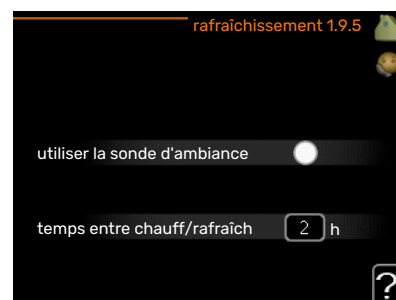 rafraîchissement 1.9.5
utiliser la sonde d'ambiance
temps entre chauff/rafraîch 2 h
?